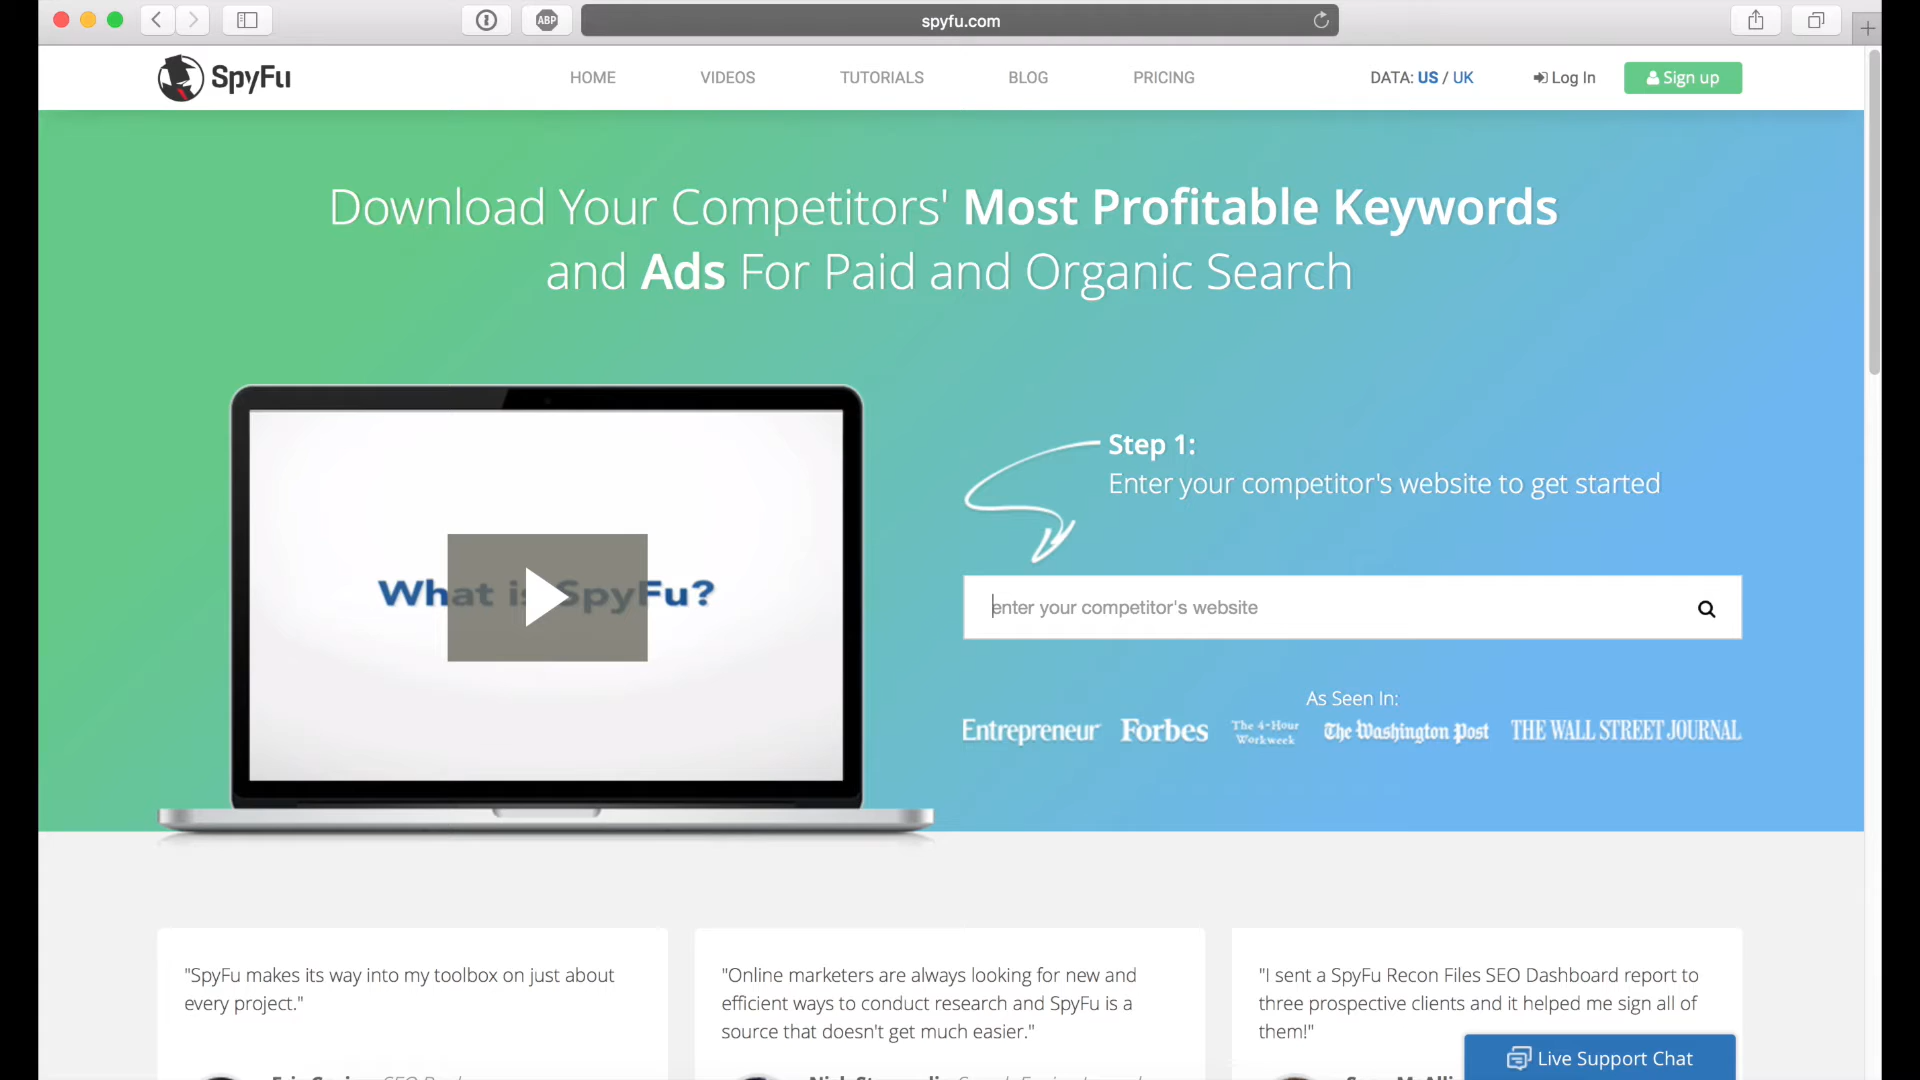 ABP
spyfu.com
SpyFu
HOME
VIDEOS
TUTORIALS
BLOG
PRICING
DATA: US / UK
Log In
Sign up
Download Your Competitors' Most Profitable Keywords
and Ads For Paid and Organic Search
What is SpyFu?
Step 1:
Enter your competitor's website to get started
enter your competitor's website
As Seen In:
Entrepreneur
Forbes
The 4-Hour
Workweek
The Washington Post
THE WALL STREET JOURNAL
"SpyFu makes its way into my toolbox on just about
every project."
"Online marketers are always looking for new and
efficient ways to conduct research and SpyFu is a
source that doesn't get much easier."
"I sent a SpyFu Recon Files SEO Dashboard report to
three prospective clients and it helped me sign all of
them!"
Live Support Chat